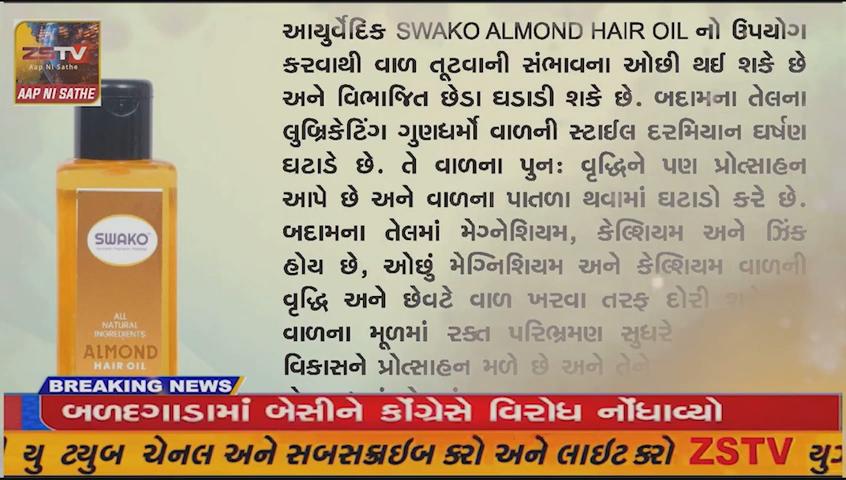 ZSTV
Aap Ni Sathe
AAP NI SATHE
આયુર્વેદિક SWAKO ALMOND HAIR OIL નો ઉપયોગ
કરવાથી વાળ તૂટવાની સંભાવના ઓછી થઈ શકે છે
અને વિભાજિત છેડા ઘડાડી શકે છે. બદામના તેલના
લુબ્રિકેટિંગ ગુણધર્મો વાળની સ્ટાઈલ દરમિયાન ઘર્ષણ
ઘટાડે છે. તે વાળના પુનઃ વૃદ્ધિને પણ પ્રોત્સાહન
આપે છે અને વાળના પાતળા થવામાં ઘટાડો કરે છે.
બદામના તેલમાં મેગ્નેશિયમ, કેલ્શિયમ અને ઝિંક
હોય છે, ઓછું મેગ્નિશિયમ અને કેલ્શિયમ વાળની
વૃદ્ધિ અને છેવટે વાળ ખરવા તરફ દોરી
વાળના મૂળમાં રક્ત પરિભ્રમણ સુધરે
વિકાસને પ્રોત્સાહન મળે છે અને તેને
SWAKO
ALL
NATURAL
INGREDIENTS
ALMOND
HAIR OIL
BREAKING NEWS
બળદગાડામાં બેસીને કોંગ્રેસે વિરોધ નોંધાવ્યો
યુ ટ્યુબ ચેનલ અને સબસક્રાઈબ કરો અને લાઈટ કરો ZSTV